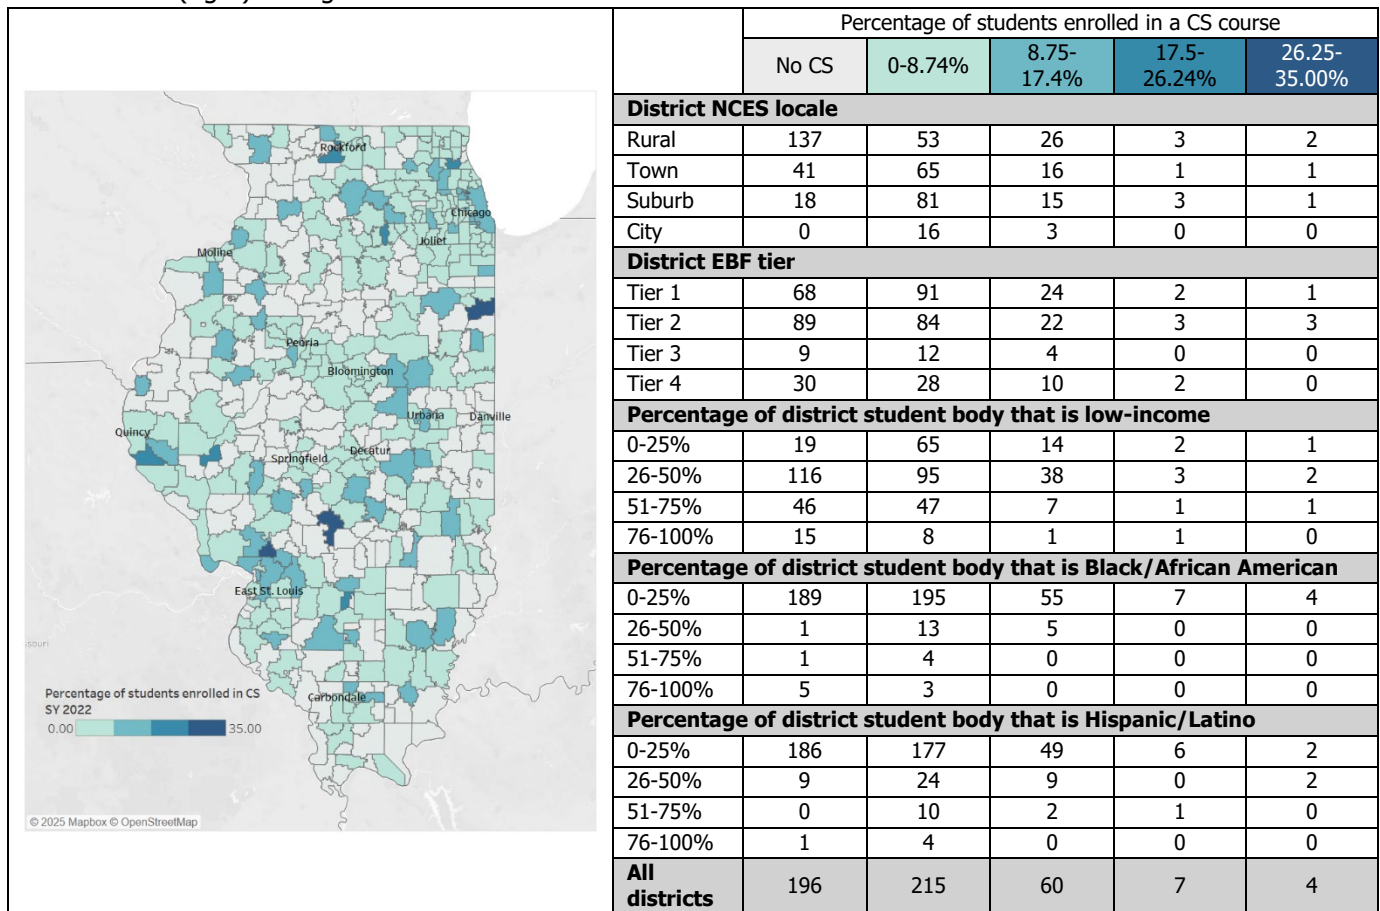 Percentage of students enrolled in a CS course
No CS 0-8.74% 8.75-17.4% 17.5-26.24% 26.25-35.00%
District NCES locale
Rural 137 53 26 3 2
Town 41 65 16 1 1
Suburb 18 81 15 3 1
City 0 16 3 0 0
District EBF tier
Tier 1 68 91 24 2 1
Tier 2 89 84 22 3 3
Tier 3 9 12 4 0 0
Tier 4 30 28 10 2 0
Percentage of district student body that is low-income
0-25% 19 65 14 2 1
26-50% 116 95 38 3 2
51-75% 46 47 7 1 1
76-100% 15 8 1 1 0
Percentage of district student body that is Black/African American
0-25% 189 195 55 7 4
26-50% 1 13 5 0 0
51-75% 1 4 0 0 0
76-100% 5 3 0 0 0
Percentage of district student body that is Hispanic/Latino
0-25% 186 177 49 6 2
26-50% 9 24 9 0 2
51-75% 0 10 2 1 0
76-100% 1 4 0 0 0
All districts 196 215 60 7 4
Rockford
Chicago
Joliet
Moline
Peoria
Bloomington
Urbana
Danville
Quincy
Springfield
Decatur
East St. Louis
Carbondale
souri
Percentage of students enrolled in CS
SY 2022
0.00 35.00
© 2025 Mapbox © OpenStreetMap